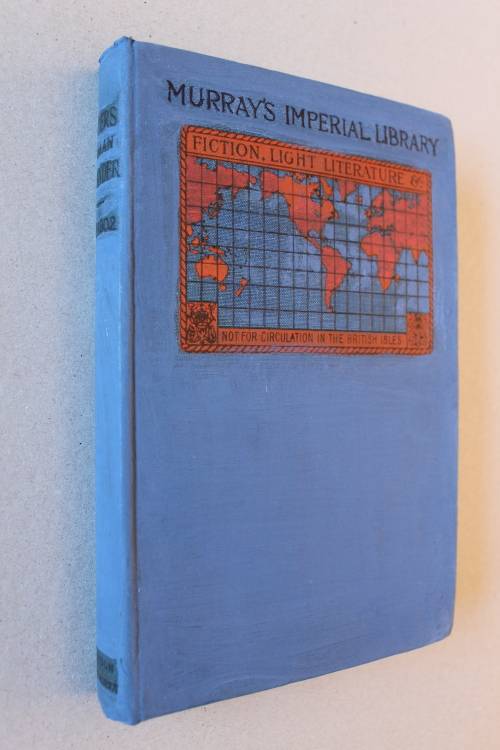 MURRAY'S IMPERIAL LIBRARY
FICTION, LIGHT LITERATURE &c
NOT FOR CIRCULATION IN THE BRITISH ISLES